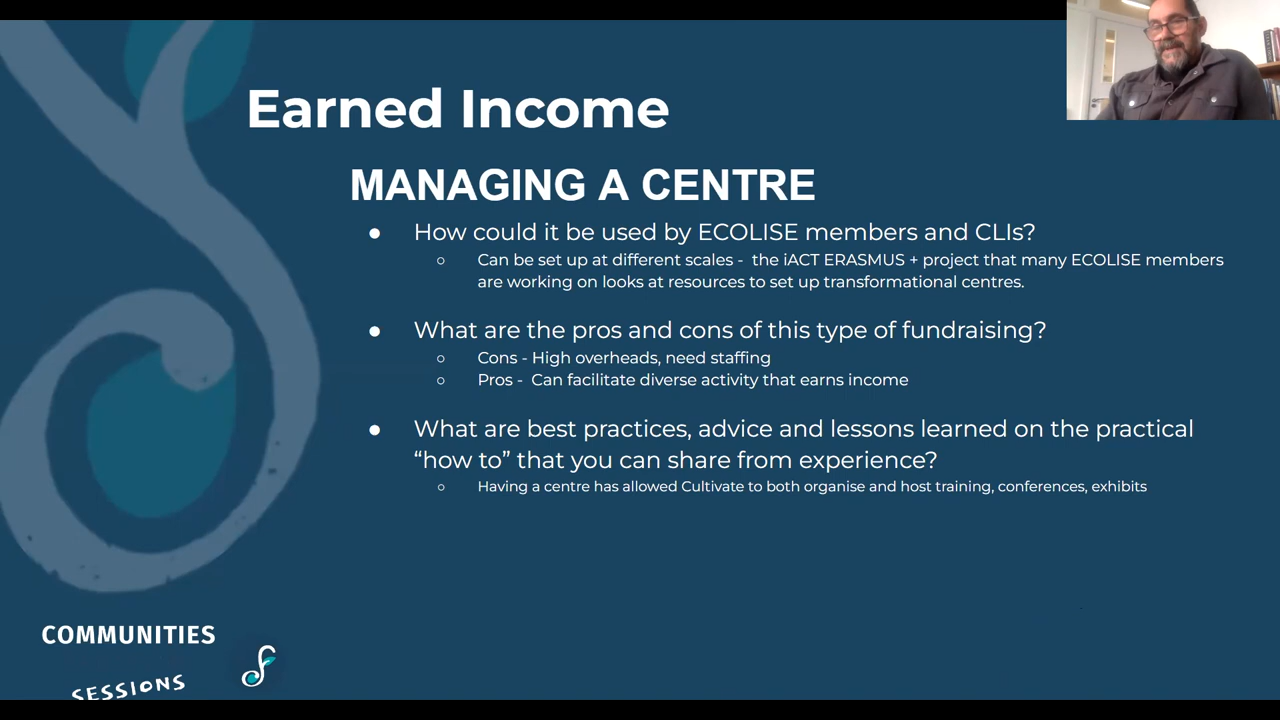 Earned Income
MANAGING A CENTRE
● How could it be used by ECOLISE members and CLIs?
○ Can be set up at different scales - the iACT ERASMUS + project that many ECOLISE members
are working on looks at resources to set up transformational centres.
● What are the pros and cons of this type of fundraising?
○ Cons - High overheads, need staffing
○ Pros - Can facilitate diverse activity that earns income
● What are best practices, advice and lessons learned on the practical
“how to” that you can share from experience?
○ Having a centre has allowed Cultivate to both organise and host training, conferences, exhibits
COMMUNITIES
SESSIONS